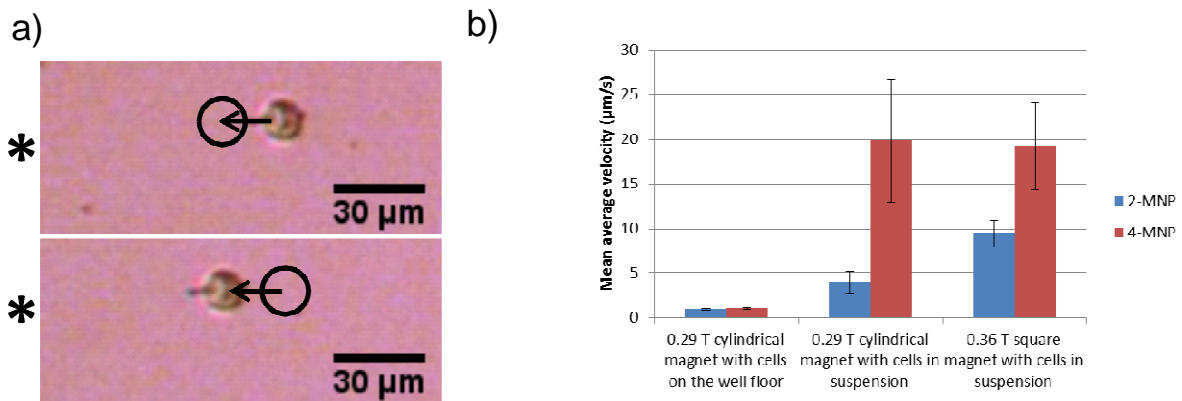 a)
*
30 µm
*
30 µm
b)
Mean average velocity (µm/s)
30
25
20
15
10
5
0
0.29 T cylindrical
magnet with cells
on the well floor
0.29 T cylindrical
magnet with cells in
suspension
0.36 T square
magnet with cells in
suspension
2-MNP
4-MNP